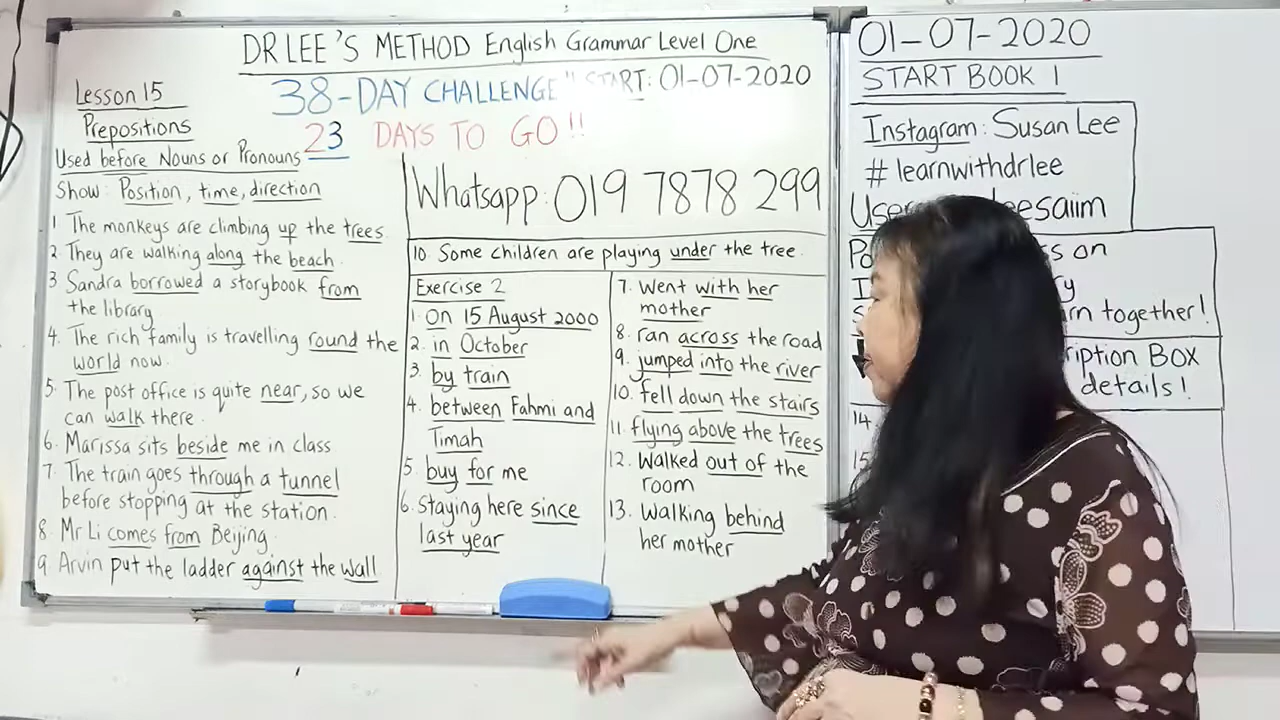 DR LEE'S METHOD English Grammar Level One
38-DAY CHALLENGE" START: 01-07-2020
23 DAYS TO GO!!
Lesson 15
Prepositions
Used before Nouns or Pronouns
Show: Position, time, direction
1 The monkeys are climbing up the trees.
2. They are walking along the beach.
3 Sandra borrowed a storybook from
the library
4. The rich family is travelling round the
world now.
5. The post office is quite near, so we
can walk there.
6. Marissa sits beside me in class
7. The train goes through a tunnel
before stopping at the station.
8. Mr Li comes from Beijing.
9. Arvin put the ladder against the wall
Whatsapp: 019 7878 299
10. Some children are playing under the tree.
Exercise 2
1. On 15 August 2000
2. in October
3. by train
4. between Fahmi and
Timah
5. buy for me
6. Staying here since
last year
7. Went with her
mother
8. ran across the road
9. jumped into the river
10. fell down the stairs
11. flying above the trees
12. Walked out of the
room
13. Walking behind
her mother
01-07-2020
START BOOK 1
Instagram: Susan Lee
# learnwithdrlee
on
together!
Box
details!
14